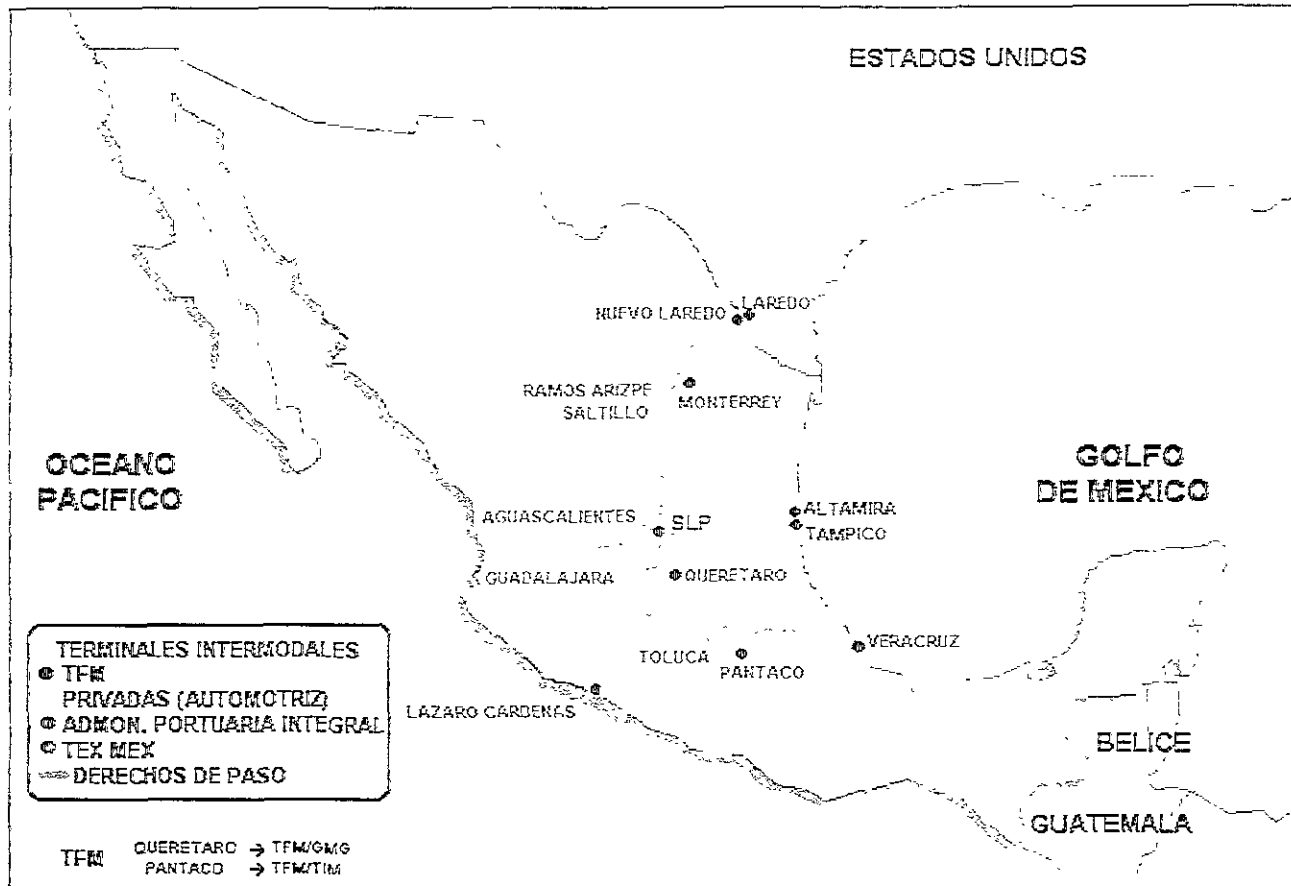 ESTADOS UNIDOS
LAREDO
NUEVO LAREDO
RAMOS ARIZPE
SALTILLO
MONTERREY
OCEANO
PACIFICO
GOLFO
DE MEXICO
ALTAMIRA
TAMPICO
AGUASCALIENTES
SLP
GUADALAJARA
QUERETARO
VERACRUZ
TOLUCA
PANTACO
LAZARO CARDENAS
BELICE
GUATEMALA
TERMINALES INTERMODALES
TFM
PRIVADAS (AUTOMOTRIZ)
ADMON. PORTUARIA INTEGRAL
TEX MEX
DERECHOS DE PASO
TFM
QUERETARO → TFM/GMG
PANTACO → TFM/TIM